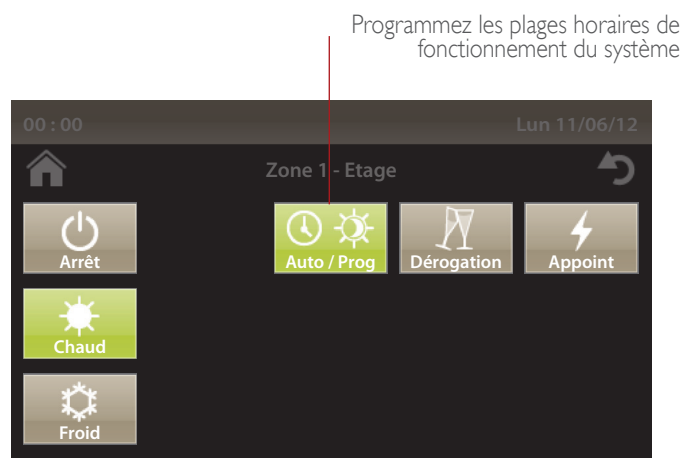 Programmez les plages horaires de
fonctionnement du système
00 : 00
Lun 11/06/12
Zone 1 - Etage
Arrêt
Auto / Prog
Dérogation
Appoint
Chaud
Froid